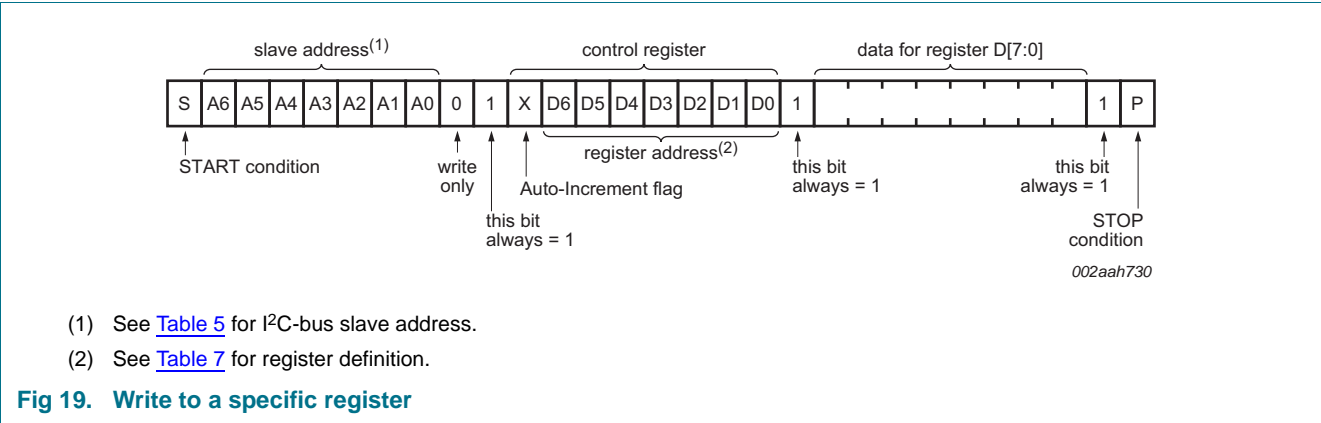 slave address(1) control register data for register D[7:0]
S A6 A5 A4 A3 A2 A1 A0 0 1 X D6 D5 D4 D3 D2 D1 D0 1 1 P
register address(2)
START condition write only Auto-Increment flag this bit always = 1 this bit always = 1
this bit always = 1 STOP condition
002aah730
(1) See Table 5 for I2C-bus slave address.
(2) See Table 7 for register definition.
Fig 19. Write to a specific register